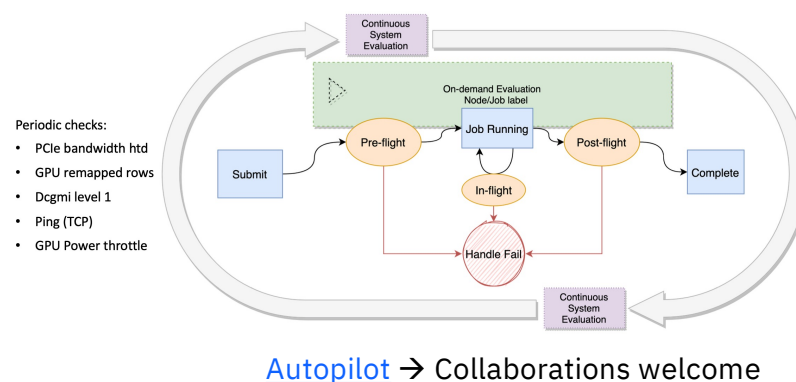 Continuous
System
Evaluation
On-demand Evaluation
Node/Job label
Periodic checks:
• PCIe bandwidth htd
• GPU remapped rows
• Dcgmi level 1
• Ping (TCP)
• GPU Power throttle
Submit
Pre-flight
Job Running
Post-flight
Complete
In-flight
Handle Fail
Continuous
System
Evaluation
Autopilot → Collaborations welcome